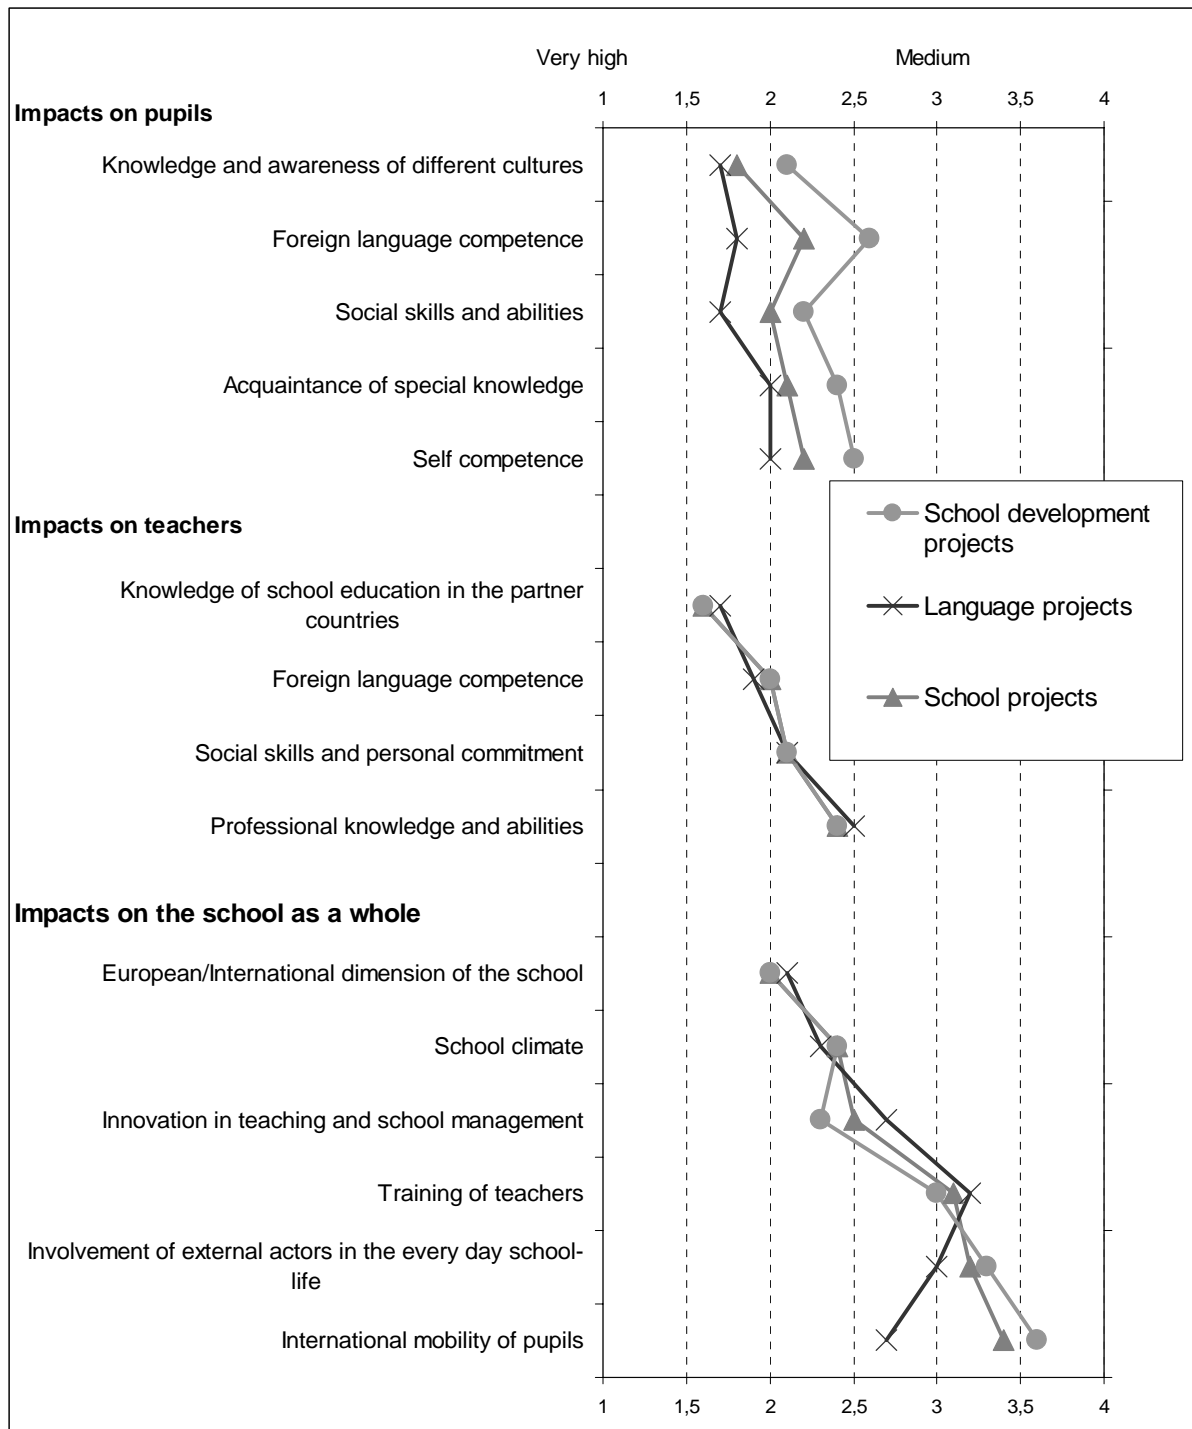 Very high Medium
1 1,5 2 2,5 3 3,5 4
Impacts on pupils
Knowledge and awareness of different cultures
Foreign language competence
Social skills and abilities
Acquaintance of special knowledge
Self competence
School development
projects
Language projects
School projects
Impacts on teachers
Knowledge of school education in the partner
countries
Foreign language competence
Social skills and personal commitment
Professional knowledge and abilities
Impacts on the school as a whole
European/International dimension of the school
School climate
Innovation in teaching and school management
Training of teachers
Involvement of external actors in the every day school-
life
International mobility of pupils
1 1,5 2 2,5 3 3,5 4